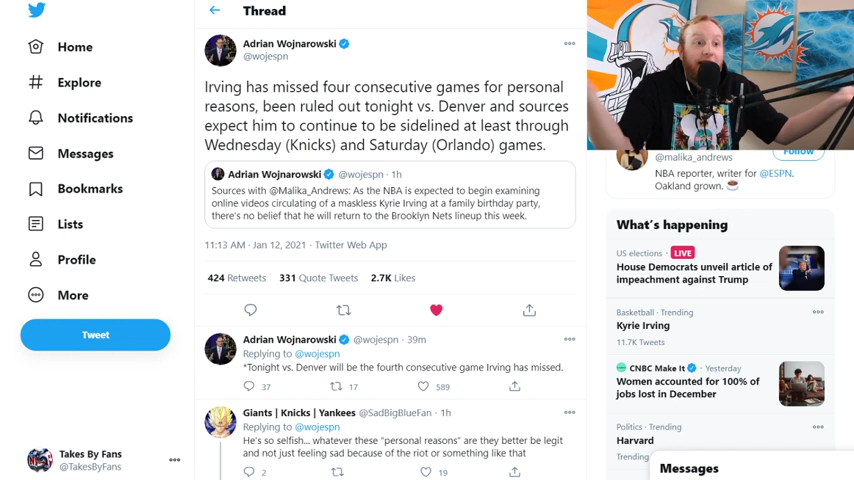 Home
Explore
Notifications
Messages
Bookmarks
Lists
Profile
More
Tweet
Takes By Fans
@TakesByFans
Thread
Adrian Wojnarowski
@wojespn
Irving has missed four consecutive games for personal
reasons, been ruled out tonight vs. Denver and sources
expect him to continue to be sidelined at least through
Wednesday (Knicks) and Saturday (Orlando) games.
Adrian Wojnarowski @wojespn · 1h
Sources with @Malika_Andrews: As the NBA is expected to begin examining
online videos circulating of a maskless Kyrie Irving at a family birthday party,
there's no belief that he will return to the Brooklyn Nets lineup this week.
11:13 AM · Jan 12, 2021 · Twitter Web App
424 Retweets 331 Quote Tweets 2.7K Likes
Adrian Wojnarowski @wojespn · 39m
Replying to @wojespn
*Tonight vs. Denver will be the fourth consecutive game Irving has missed.
37 17 589
Giants | Knicks | Yankees @SadBigBlueFan · 1h
Replying to @wojespn
He's so selfish... whatever these "personal reasons" are they better be legit
and not just feeling sad because of the riot or something like that
2 19
@malika_andrews
Follow
NBA reporter, writer for @ESPN.
Oakland grown.
What's happening
US elections · LIVE
House Democrats unveil article of
impeachment against Trump
Basketball · Trending
Kyrie Irving
11.7K Tweets
CNBC Make It · Yesterday
Women accounted for 100% of
jobs lost in December
Politics · Trending
Harvard
Trending
Messages